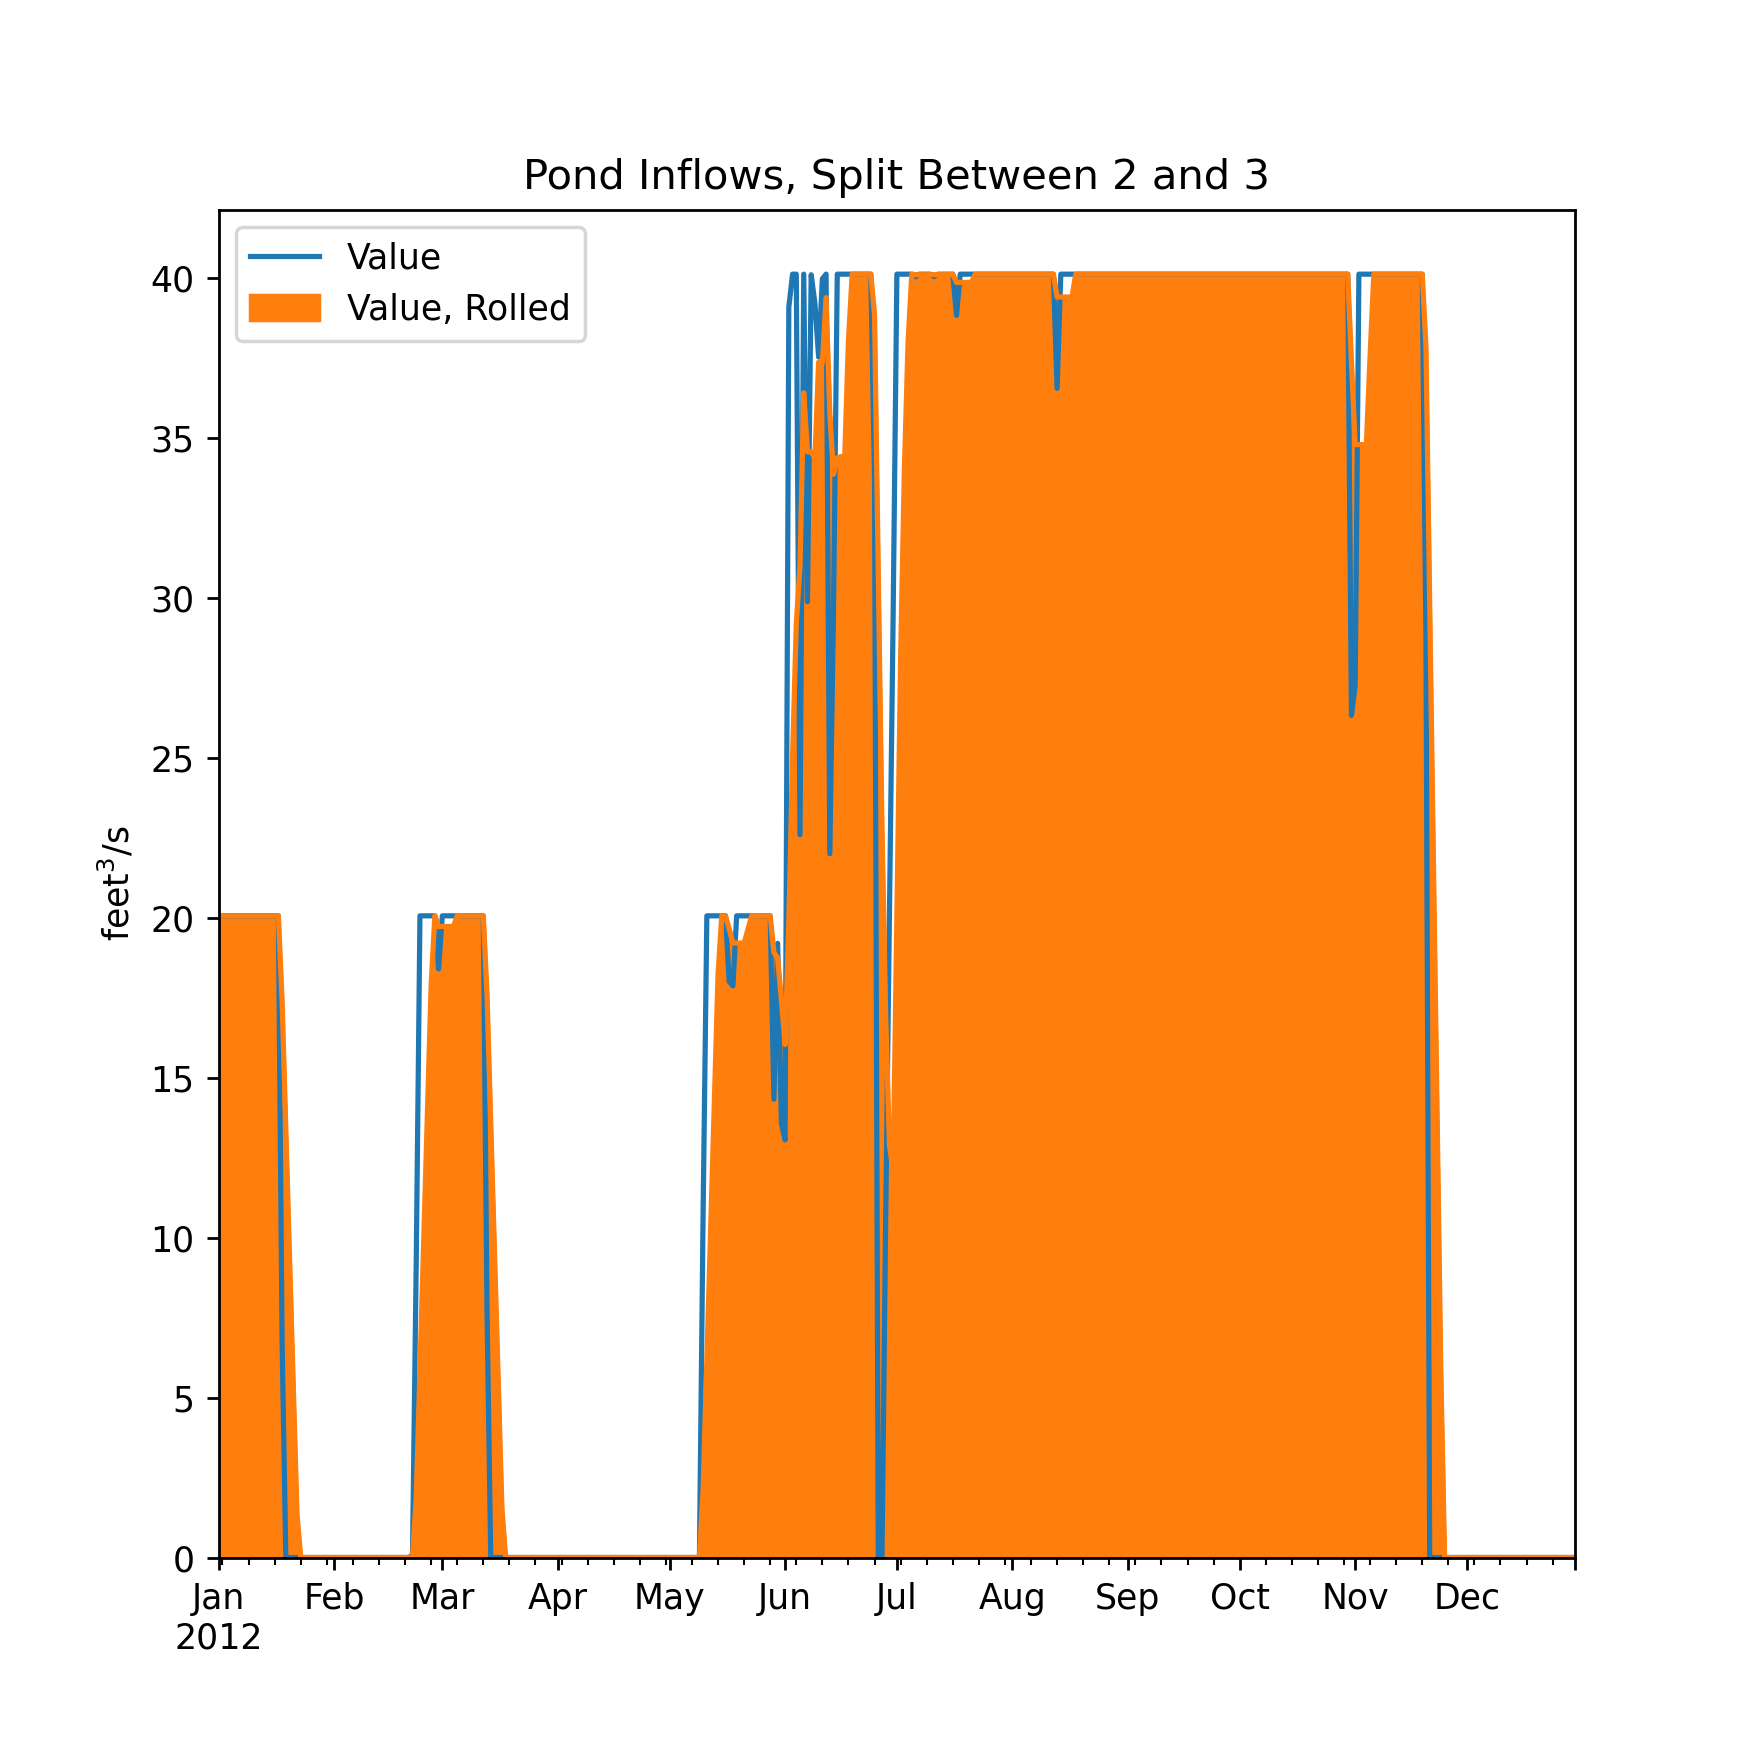 Pond Inflows, Split Between 2 and 3
Value
Value, Rolled
feet³/s
40
35
30
25
20
15
10
5
0
Jan Feb Mar Apr May Jun Jul Aug Sep Oct Nov Dec
2012